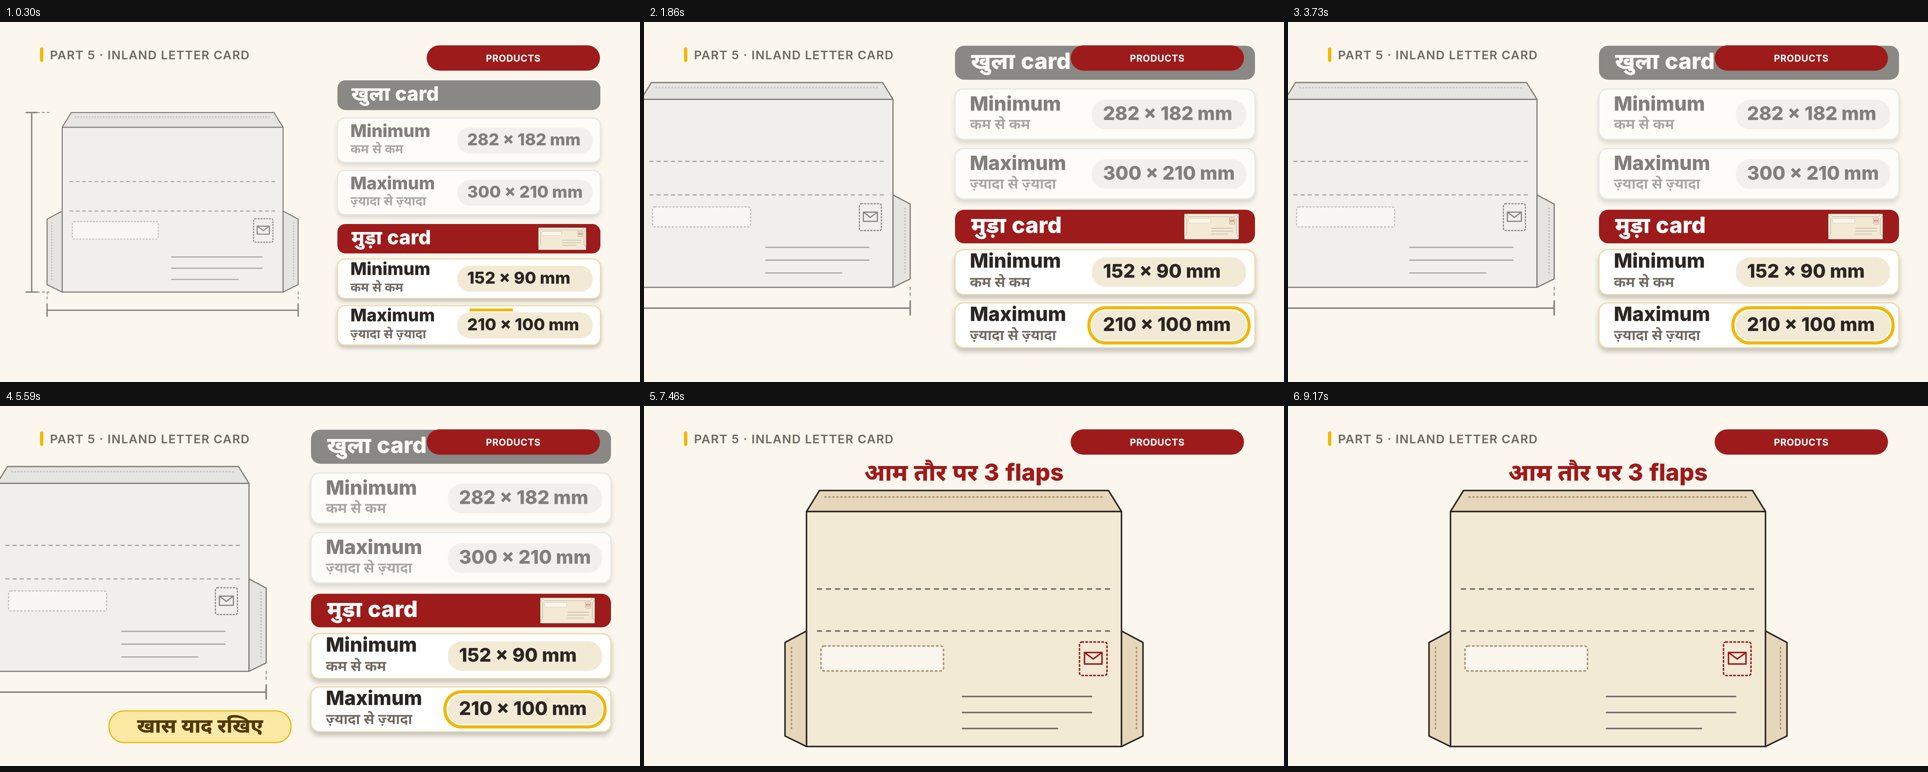 1. 0.30s
PART 5 · INLAND LETTER CARD
PRODUCTS
खुला card
Minimum
कम से कम
282 × 182 mm
Maximum
ज़्यादा से ज़्यादा
300 × 210 mm
मुड़ा card
Minimum
कम से कम
152 × 90 mm
Maximum
ज़्यादा से ज़्यादा
210 × 100 mm
2. 1.86s
PART 5 · INLAND LETTER CARD
PRODUCTS
खुला card
Minimum
कम से कम
282 × 182 mm
Maximum
ज़्यादा से ज़्यादा
300 × 210 mm
मुड़ा card
Minimum
कम से कम
152 × 90 mm
Maximum
ज़्यादा से ज़्यादा
210 × 100 mm
3. 3.73s
PART 5 · INLAND LETTER CARD
PRODUCTS
खुला card
Minimum
कम से कम
282 × 182 mm
Maximum
ज़्यादा से ज़्यादा
300 × 210 mm
मुड़ा card
Minimum
कम से कम
152 × 90 mm
Maximum
ज़्यादा से ज़्यादा
210 × 100 mm
4. 5.59s
PART 5 · INLAND LETTER CARD
PRODUCTS
खुला card
Minimum
कम से कम
282 × 182 mm
Maximum
ज़्यादा से ज़्यादा
300 × 210 mm
मुड़ा card
Minimum
कम से कम
152 × 90 mm
Maximum
ज़्यादा से ज़्यादा
210 × 100 mm
खास याद रखिए
5. 7.46s
PART 5 · INLAND LETTER CARD
PRODUCTS
आम तौर पर 3 flaps
6. 9.17s
PART 5 · INLAND LETTER CARD
PRODUCTS
आम तौर पर 3 flaps